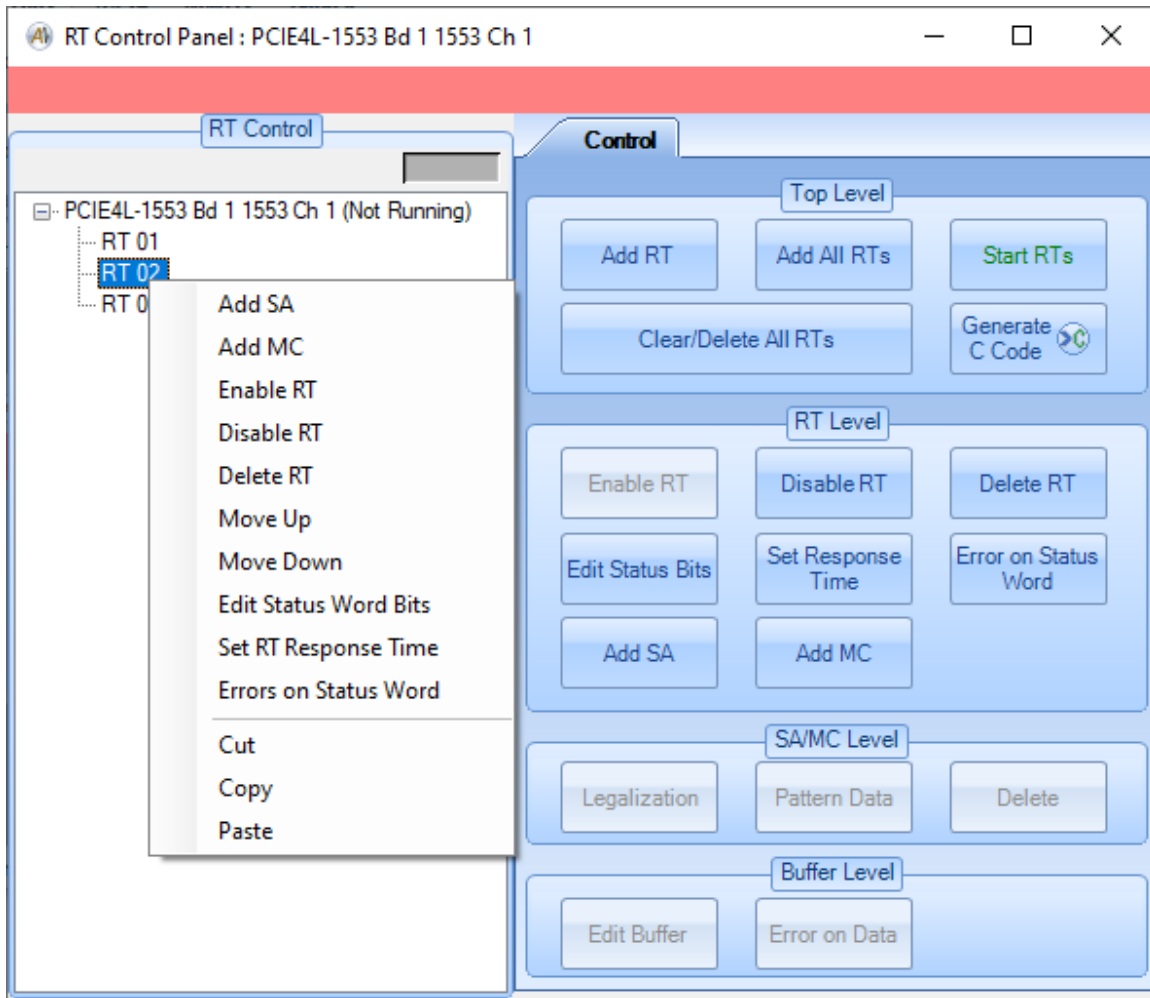 RT Control Panel : PCIE4L-1553 Bd 1 1553 Ch 1
RT Control
PCIE4L-1553 Bd 1 1553 Ch 1 (Not Running)
RT 01
RT 02
RT 0
Add SA
Add MC
Enable RT
Disable RT
Delete RT
Move Up
Move Down
Edit Status Word Bits
Set RT Response Time
Errors on Status Word
Cut
Copy
Paste
Control
Top Level
Add RT
Add All RTs
Start RTs
Clear/Delete All RTs
Generate
C Code
RT Level
Enable RT
Disable RT
Delete RT
Edit Status Bits
Set Response
Time
Error on Status
Word
Add SA
Add MC
SA/MC Level
Legalization
Pattern Data
Delete
Buffer Level
Edit Buffer
Error on Data